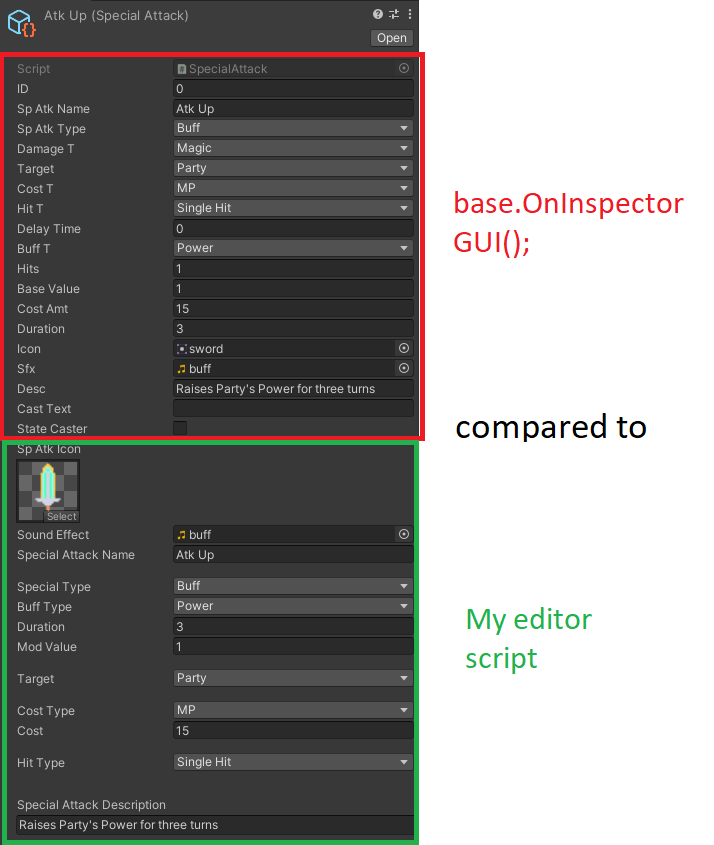 Atk Up (Special Attack)
Open
Script SpecialAttack
ID 0
Sp Atk Name Atk Up
Sp Atk Type Buff
Damage T Magic
Target Party
Cost T MP
Hit T Single Hit
Delay Time 0
Buff T Power
Hits 1
Base Value 1
Cost Amt 15
Duration 3
Icon sword
Sfx buff
Desc Raises Party's Power for three turns
Cast Text
State Caster
base.OnInspector
GUI();
compared to
Sp Atk Icon
Select
Sound Effect buff
Special Attack Name Atk Up
Special Type Buff
Buff Type Power
Duration 3
Mod Value 1
Target Party
Cost Type MP
Cost 15
Hit Type Single Hit
Special Attack Description
Raises Party's Power for three turns
My editor
script